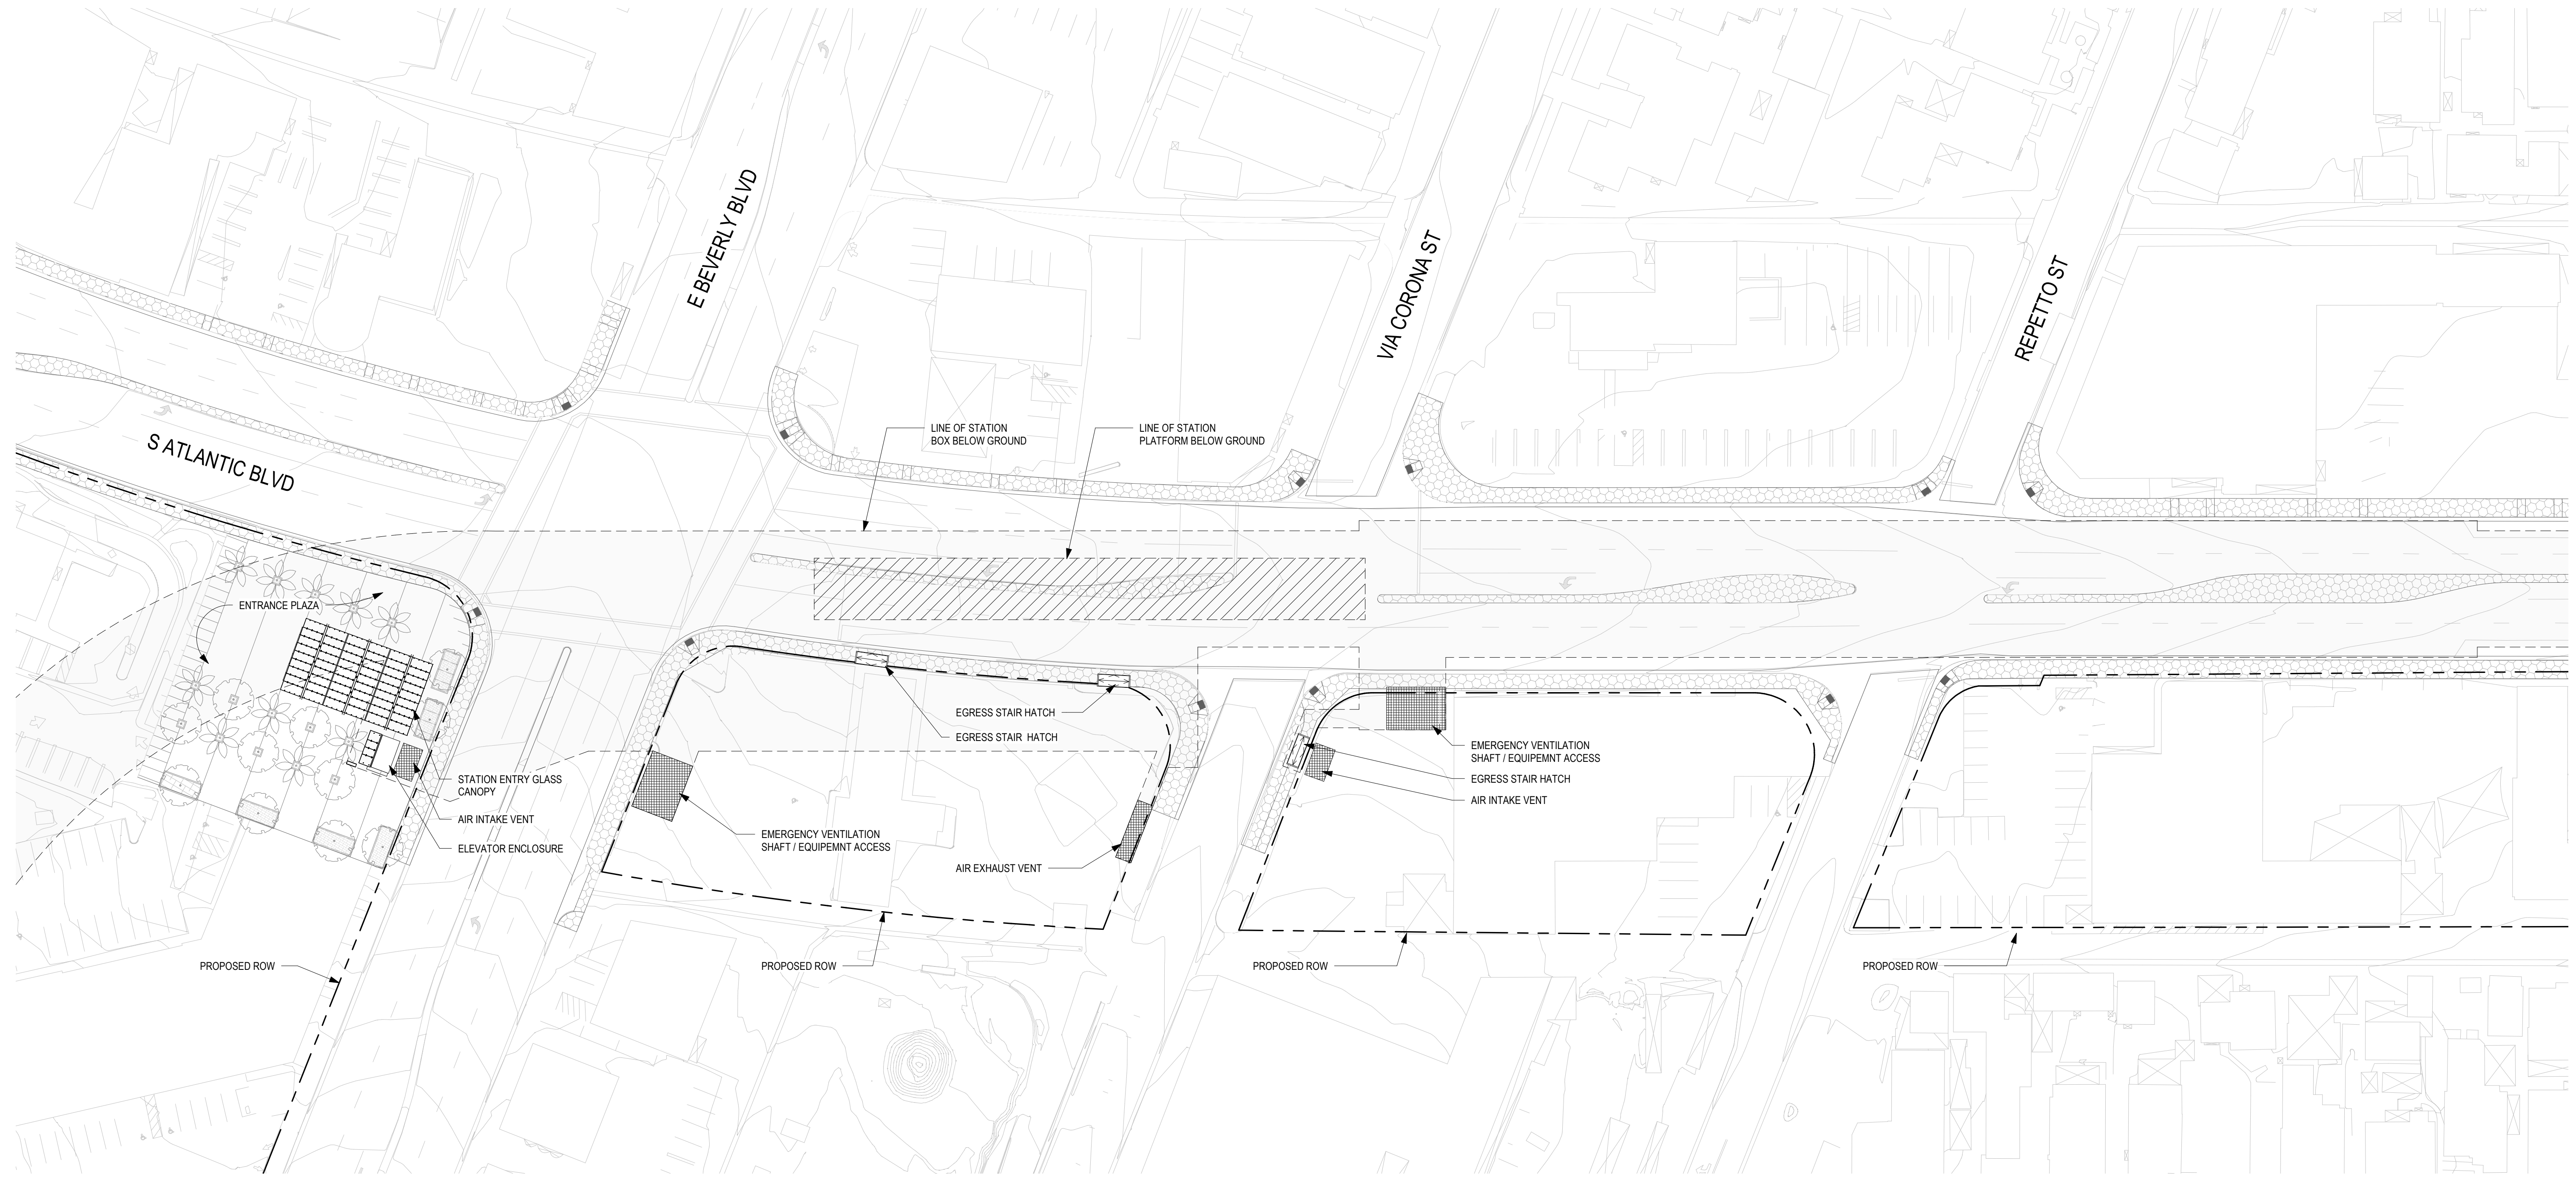 E BEVERLY BLVD
VIA CORONA ST
REPETTO ST
S ATLANTIC BLVD
LINE OF STATION
BOX BELOW GROUND
LINE OF STATION
PLATFORM BELOW GROUND
ENTRANCE PLAZA
EGRESS STAIR HATCH
EGRESS STAIR HATCH
STATION ENTRY GLASS
CANOPY
AIR INTAKE VENT
ELEVATOR ENCLOSURE
EMERGENCY VENTILATION
SHAFT / EQUIPEMNT ACCESS
AIR EXHAUST VENT
EMERGENCY VENTILATION
SHAFT / EQUIPEMNT ACCESS
EGRESS STAIR HATCH
AIR INTAKE VENT
PROPOSED ROW
PROPOSED ROW
PROPOSED ROW
PROPOSED ROW